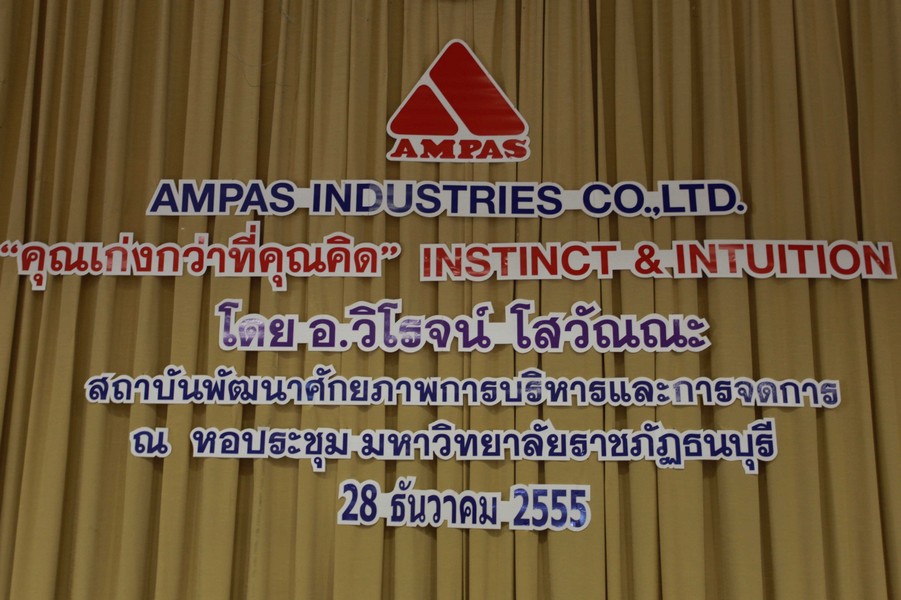 AMPAS
AMPAS INDUSTRIES CO.,LTD.
“คุณเก่งกว่าที่คุณคิด” INSTINCT & INTUITION
โดย อ.วิโรจน์ โสวัณณะ
สถาบันพัฒนาศักยภาพการบริหารและการจัดการ
ณ หอประชุม มหาวิทยาลัยราชภัฏธนบุรี
28 ธันวาคม 2555